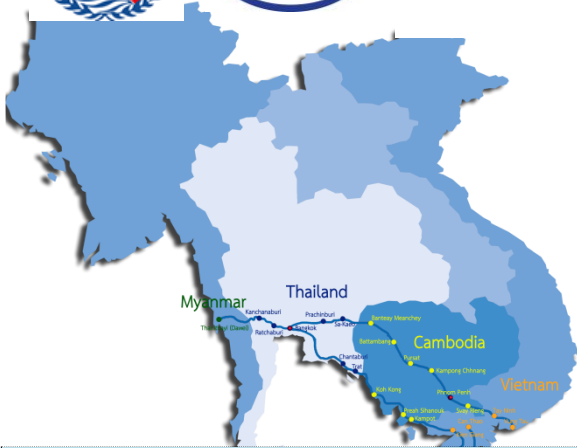 Thailand
Myanmar
Kanchanaburi
Prachinburi
Sa-Kaeo
Ratchaburi
Bangkok
Banteay Meanchey
Battambang
Cambodia
Chantaburi
Trat
Pursat
Kampong Chhnang
Koh Kong
Phnom Penh
Vietnam
Svay Rieng
Preah Sihanouk
Kampot